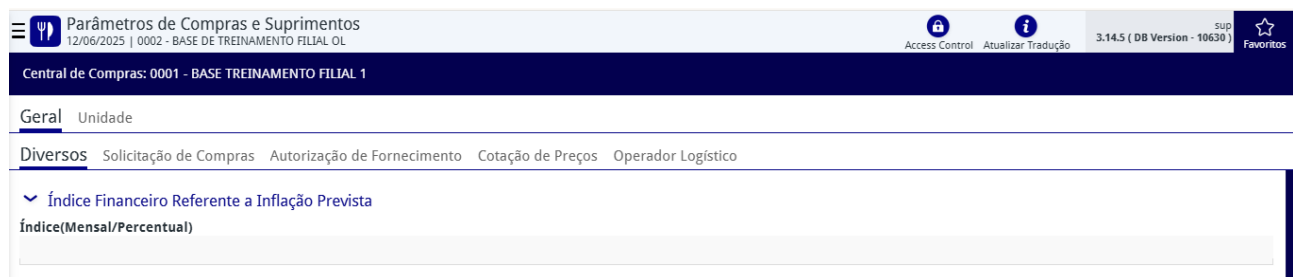 Parâmetros de Compras e Suprimentos
12/06/2025 | 0002 - BASE DE TREINAMENTO FILIAL OL
Access Control
Atualizar Tradução
sup
3.14.5 ( DB Version - 10630 )
Favoritos
Central de Compras: 0001 - BASE TREINAMENTO FILIAL 1
Geral Unidade
Diversos Solicitação de Compras Autorização de Fornecimento Cotação de Preços Operador Logístico
Índice Financeiro Referente a Inflação Prevista
Índice(Mensal/Percentual)